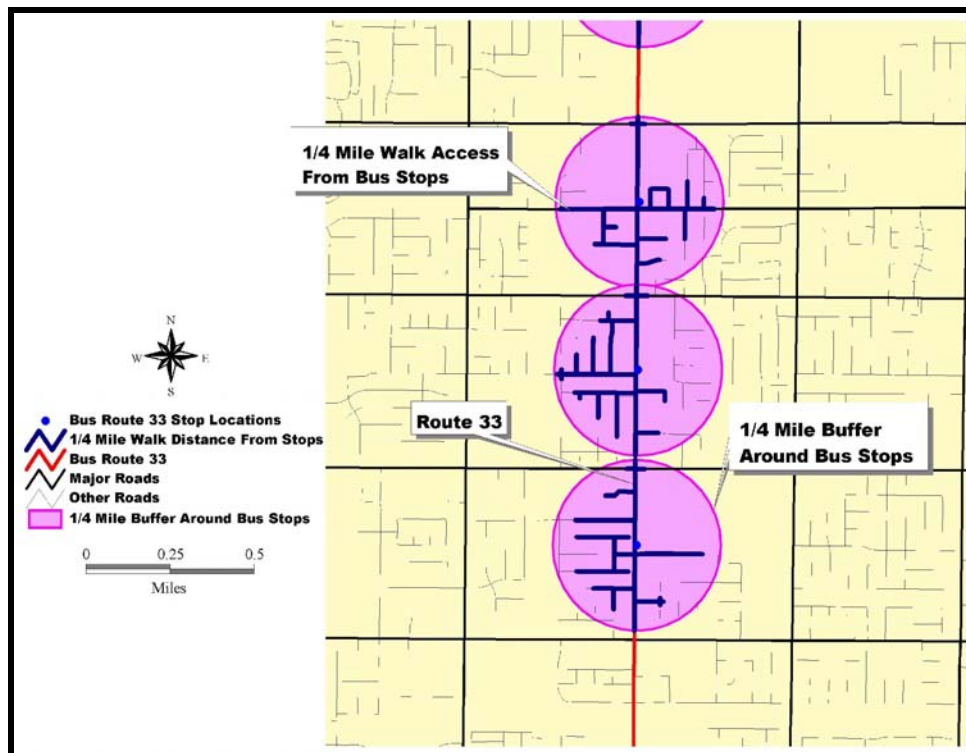 1/4 Mile Walk Access
From Bus Stops
N
W
E
S
Bus Route 33 Stop Locations
1/4 Mile Walk Distance From Stops
Bus Route 33
Major Roads
Other Roads
1/4 Mile Buffer Around Bus Stops
0 0.25 0.5
Miles
Route 33
1/4 Mile Buffer
Around Bus Stops